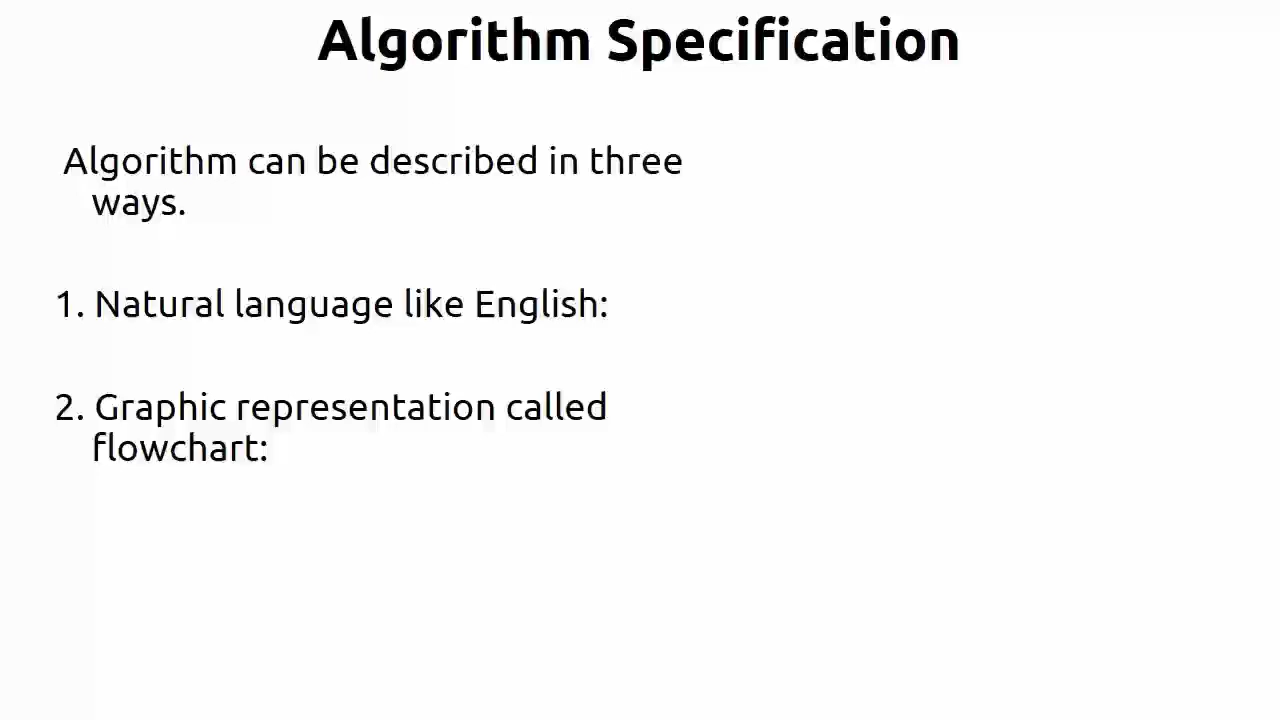 Algorithm Specification
Algorithm can be described in three
ways.
1. Natural language like English:
2. Graphic representation called
flowchart: